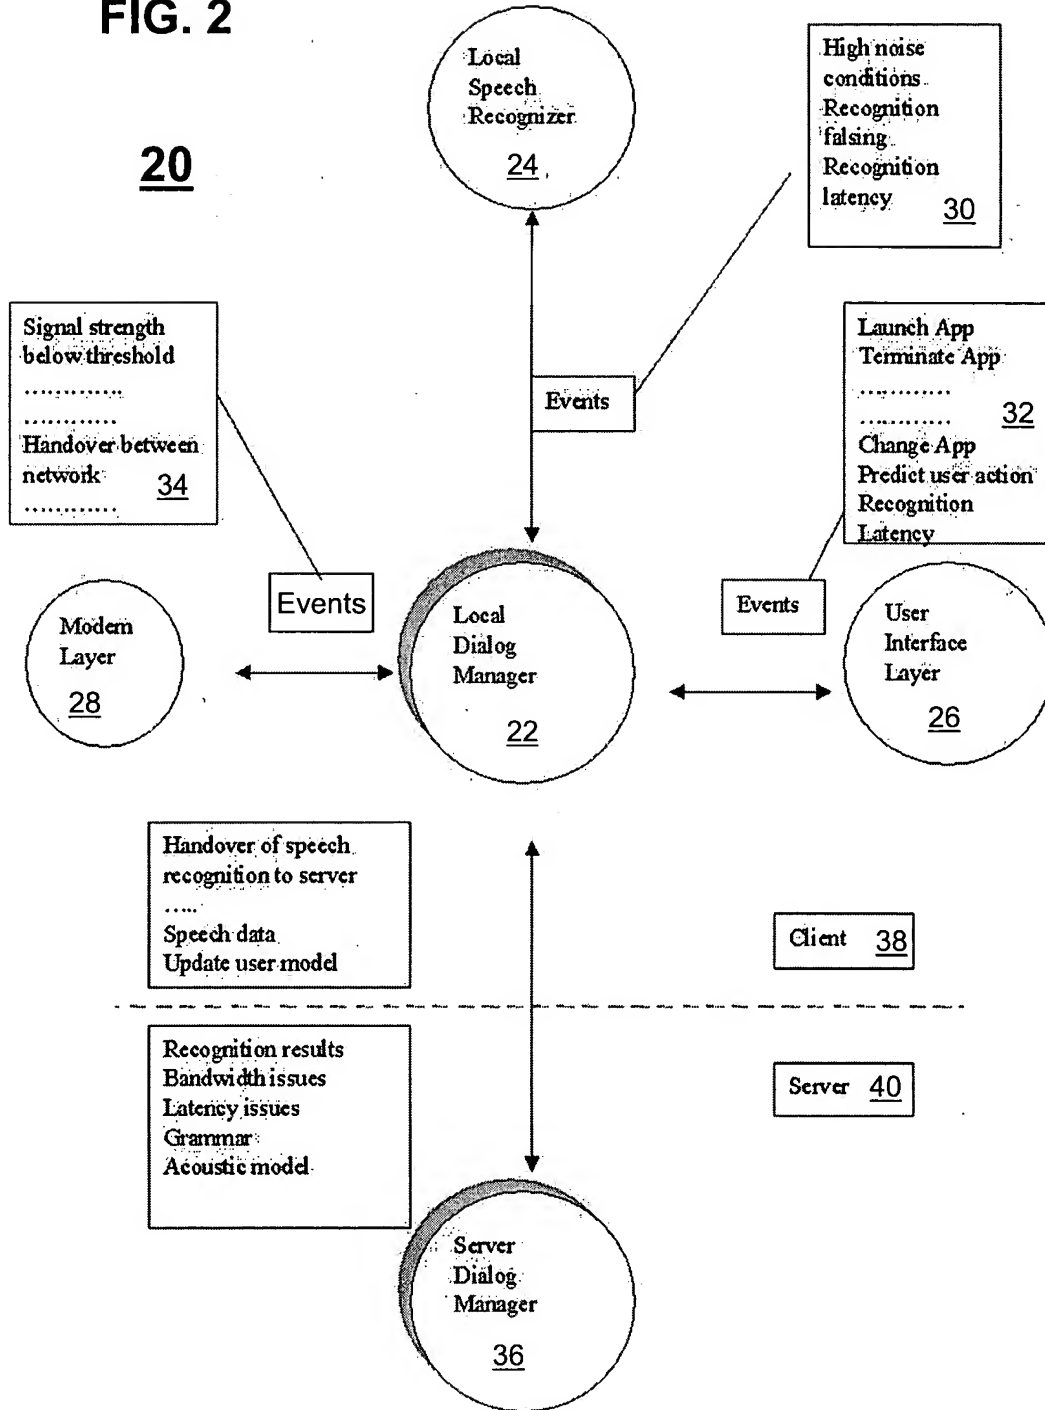 FIG. 2
20
Local
Speech
Recognizer
24
High noise
conditions
Recognition
falsing
Recognition
latency
30
Signal strength
below threshold
.............
............
Handover between
network
34
............
Events
Launch App
Terminate App
............
............
32
Change App
Predict user action
Recognition
Latency
Modem
Layer
28
Events
Local
Dialog
Manager
22
Events
User
Interface
Layer
26
Handover of speech
recognition to server
.....
Speech data
Update user model
Client 38
Recognition results
Bandwidth issues
Latency issues
Grammar
Acoustic model
Server 40
Server
Dialog
Manager
36